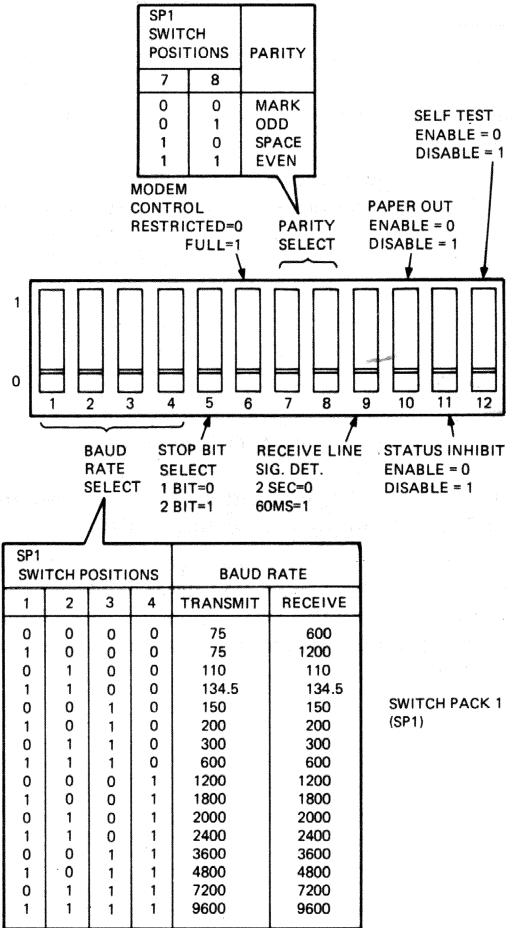 SP1
SWITCH
POSITIONS PARITY
7 8
0 0 MARK
0 1 ODD
1 0 SPACE
1 1 EVEN
SELF TEST
ENABLE = 0
DISABLE = 1
MODEM
CONTROL
RESTRICTED=0
FULL=1
PARITY
SELECT
PAPER OUT
ENABLE = 0
DISABLE = 1
1
0
1 2 3 4 5 6 7 8 9 10 11 12
BAUD
RATE
SELECT
STOP BIT
SELECT
1 BIT=0
2 BIT=1
RECEIVE LINE
SIG. DET.
2 SEC=0
60MS=1
STATUS INHIBIT
ENABLE = 0
DISABLE = 1
SP1
SWITCH POSITIONS BAUD RATE
1 2 3 4 TRANSMIT RECEIVE
0 0 0 0 75 600
1 0 0 0 75 1200
0 1 0 0 110 110
1 1 0 0 134.5 134.5
0 0 1 0 150 150
1 0 1 0 200 200
0 1 1 0 300 300
1 1 1 0 600 600
0 0 0 1 1200 1200
1 0 0 1 1800 1800
0 1 0 1 2000 2000
1 1 0 1 2400 2400
0 0 1 1 3600 3600
1 0 1 1 4800 4800
0 1 1 1 7200 7200
1 1 1 1 9600 9600
SWITCH PACK 1
(SP1)